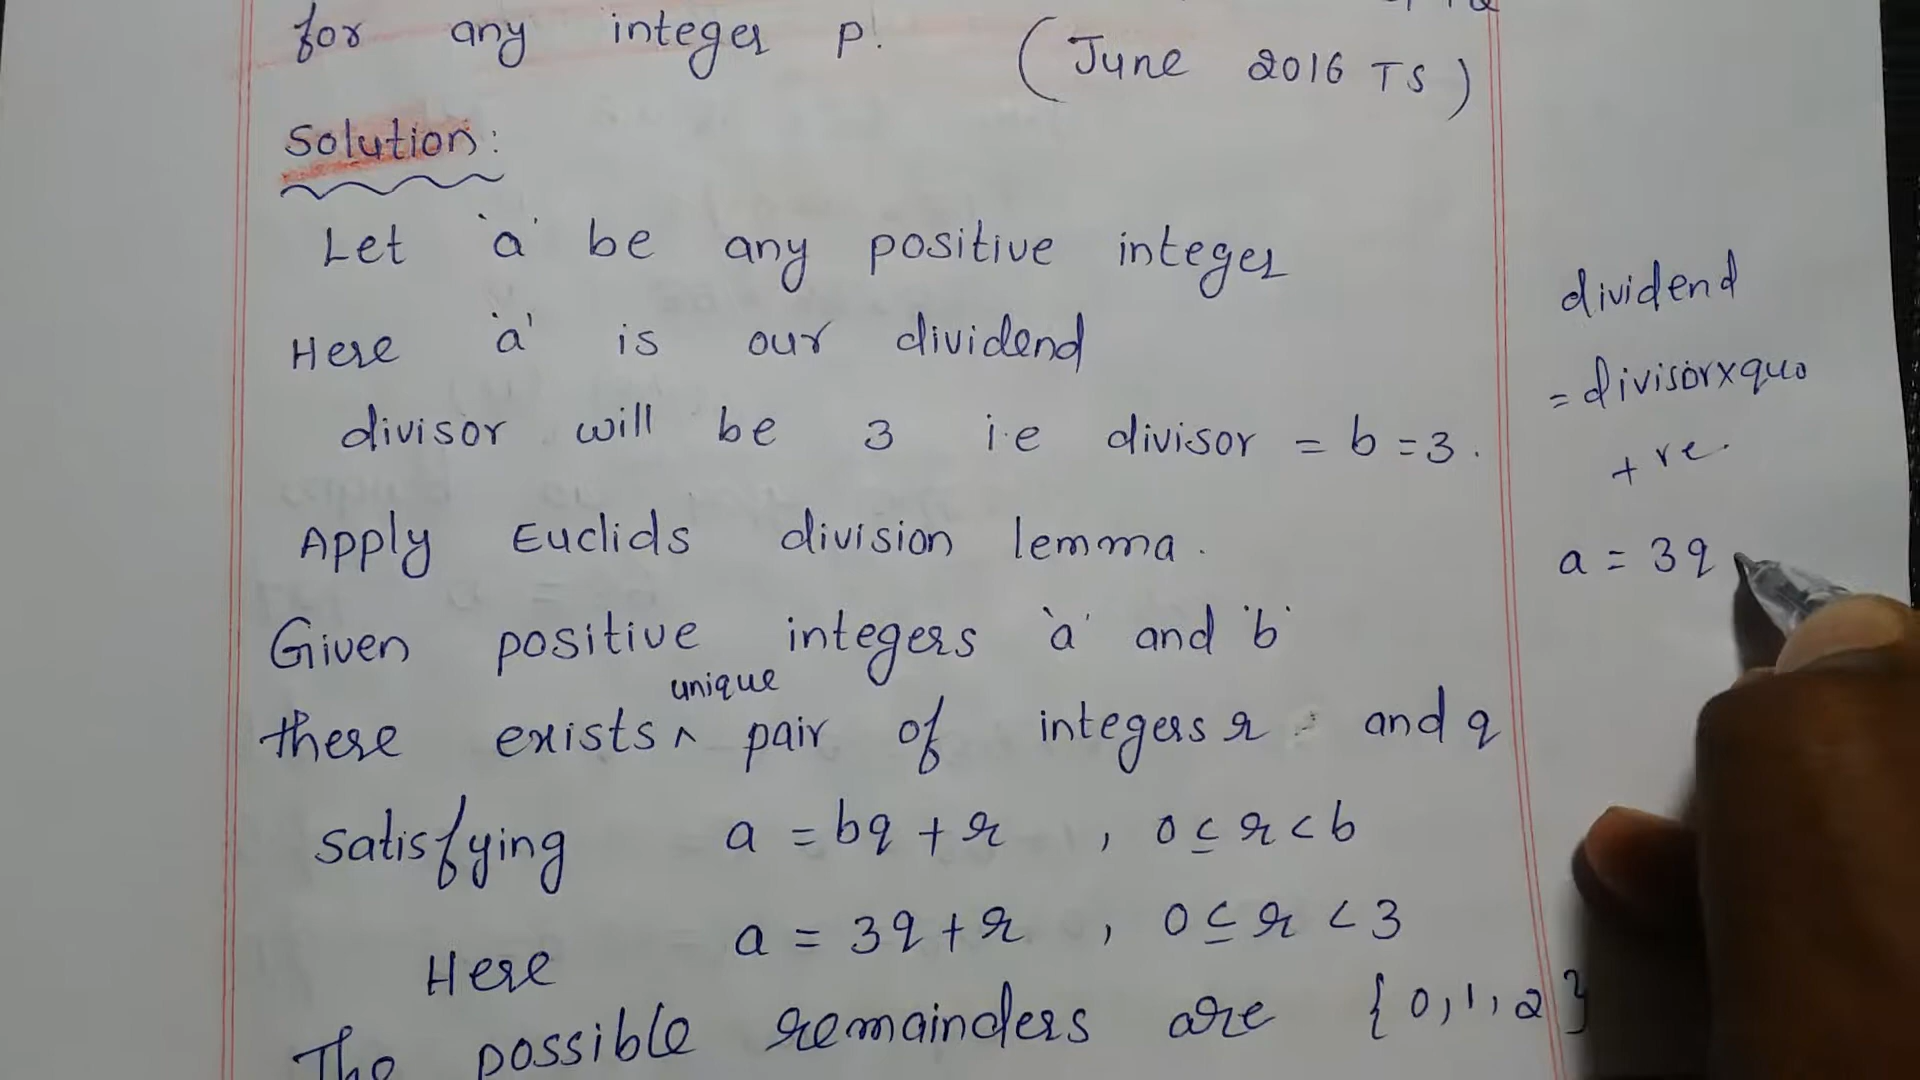 for any integer p.
(June 2016 TS)
Solution:
Let 'a' be any positive integer
Here 'a' is our dividend
divisor will be 3 i.e divisor = b = 3.
Apply Euclids division lemma.
Given positive integers 'a' and 'b'
there exists ^ unique pair of integers r and q
satisfying a = bq + r , 0 ≤ r < b
Here a = 3q + r , 0 ≤ r < 3
The possible remainders are {0, 1, 2}
dividend
= divisor x quo
+ re.
a = 3q